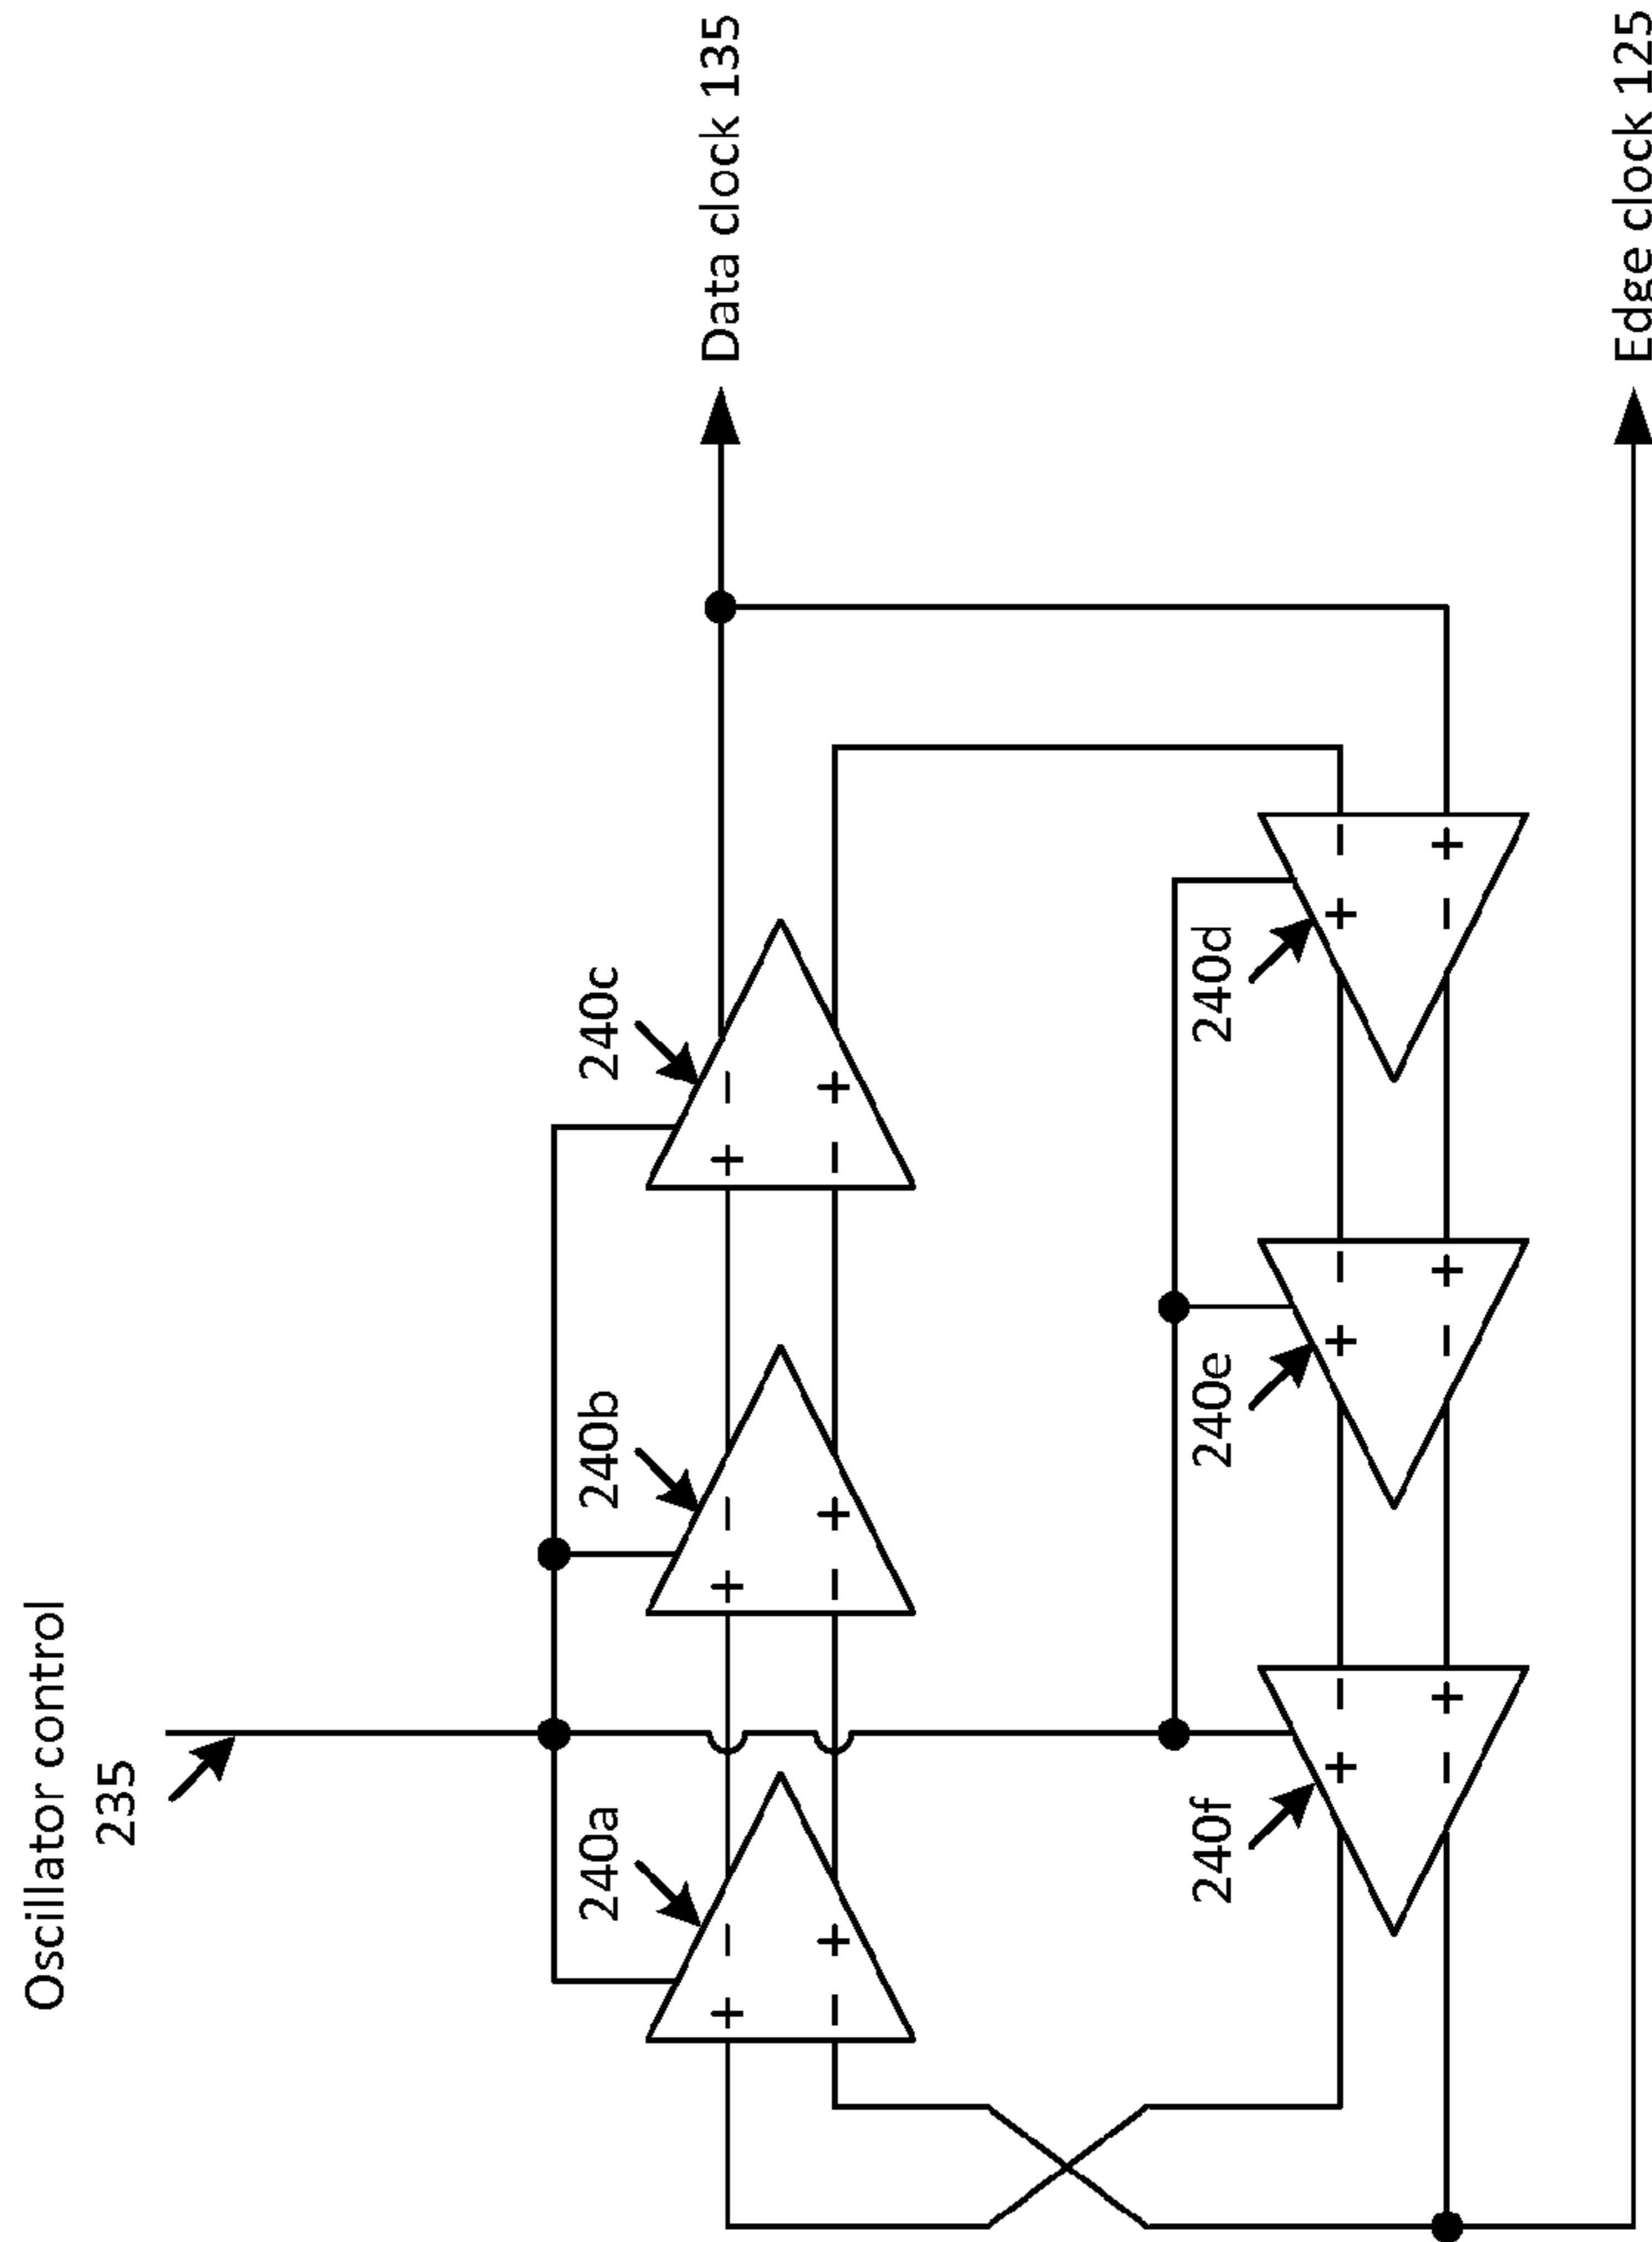 Oscillator control
235
240a
240b
240c
Data clock 135
240f
240e
240d
Edge clock 125